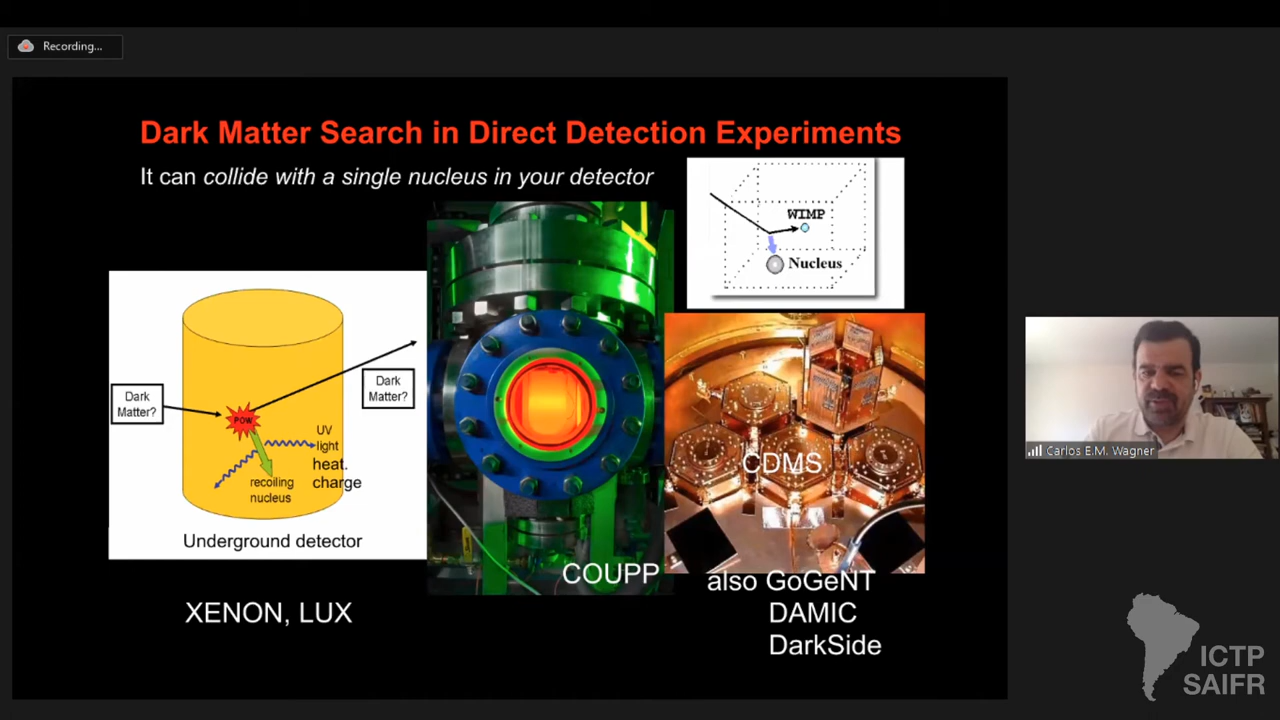 Recording...
Dark Matter Search in Direct Detection Experiments
It can collide with a single nucleus in your detector
WIMP
Nucleus
Dark
Matter?
Dark
Matter?
POW
UV
light
heat.
charge
recoiling
nucleus
Underground detector
XENON, LUX
COUPP
CDMS
also GoGeNT
DAMIC
DarkSide
Carlos E.M. Wagner
ICTP
SAIFR